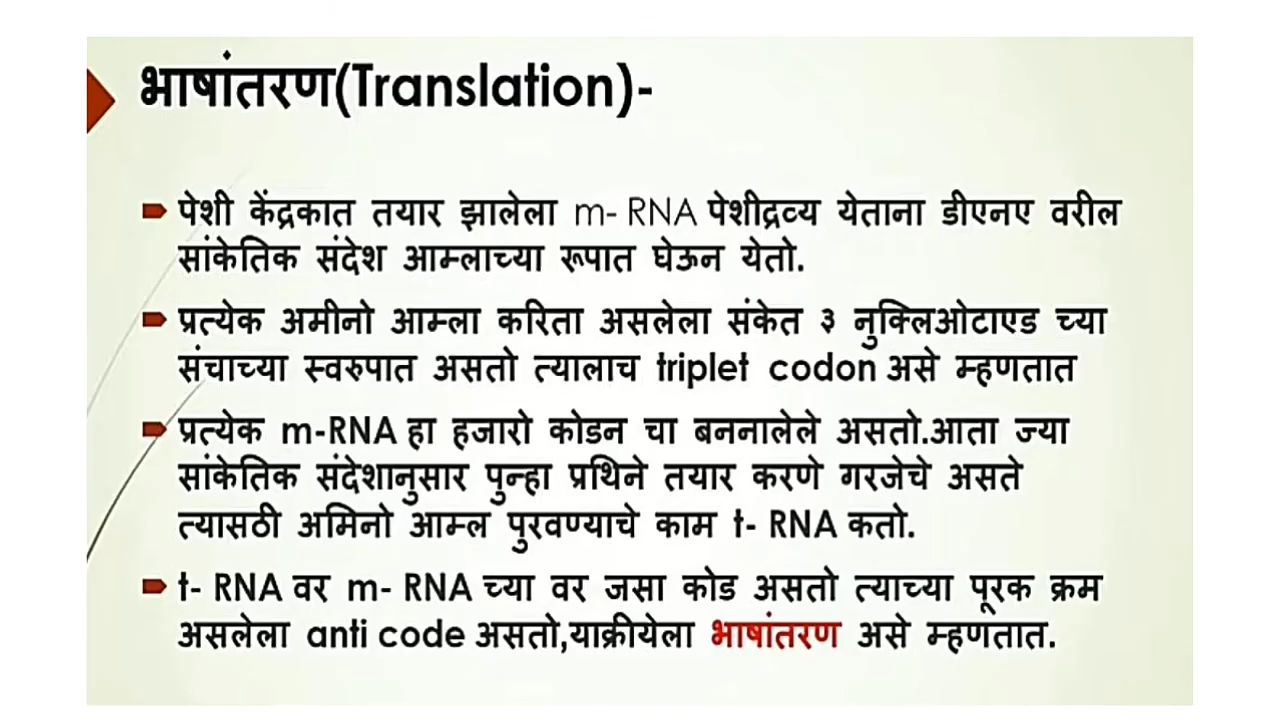 भाषांतरण(Translation)-
पेशी केंद्रकात तयार झालेला m- RNA पेशीद्रव्य येताना डीएनए वरील
सांकेतिक संदेश आम्लाच्या रूपात घेऊन येतो.
प्रत्येक अमीनो आम्ला करिता असलेला संकेत ३ नुक्लिओटाएड च्या
संचाच्या स्वरुपात असतो त्यालाच triplet codon असे म्हणतात
प्रत्येक m-RNA हा हजारो कोडन चा बननालेले असतो.आता ज्या
सांकेतिक संदेशानुसार पुन्हा प्रथिने तयार करणे गरजेचे असते
त्यासठी अमिनो आम्ल पुरवण्याचे काम t- RNA कतो.
t- RNA वर m- RNA च्या वर जसा कोड असतो त्याच्या पूरक क्रम
असलेला anti code असतो,याक्रीयेला भाषांतरण असे म्हणतात.